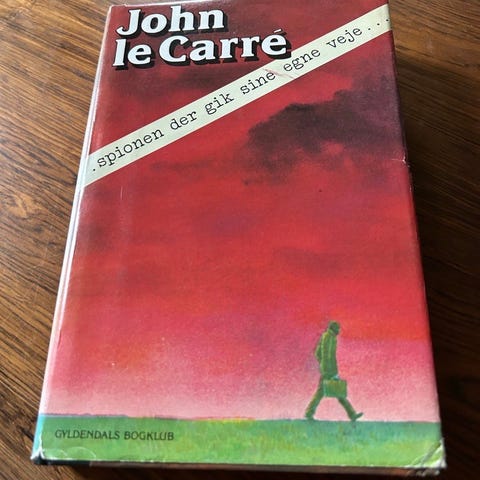 John
le Carré
.spionen der gik sine egne veje...
GYLDENDALS BOGKLUB